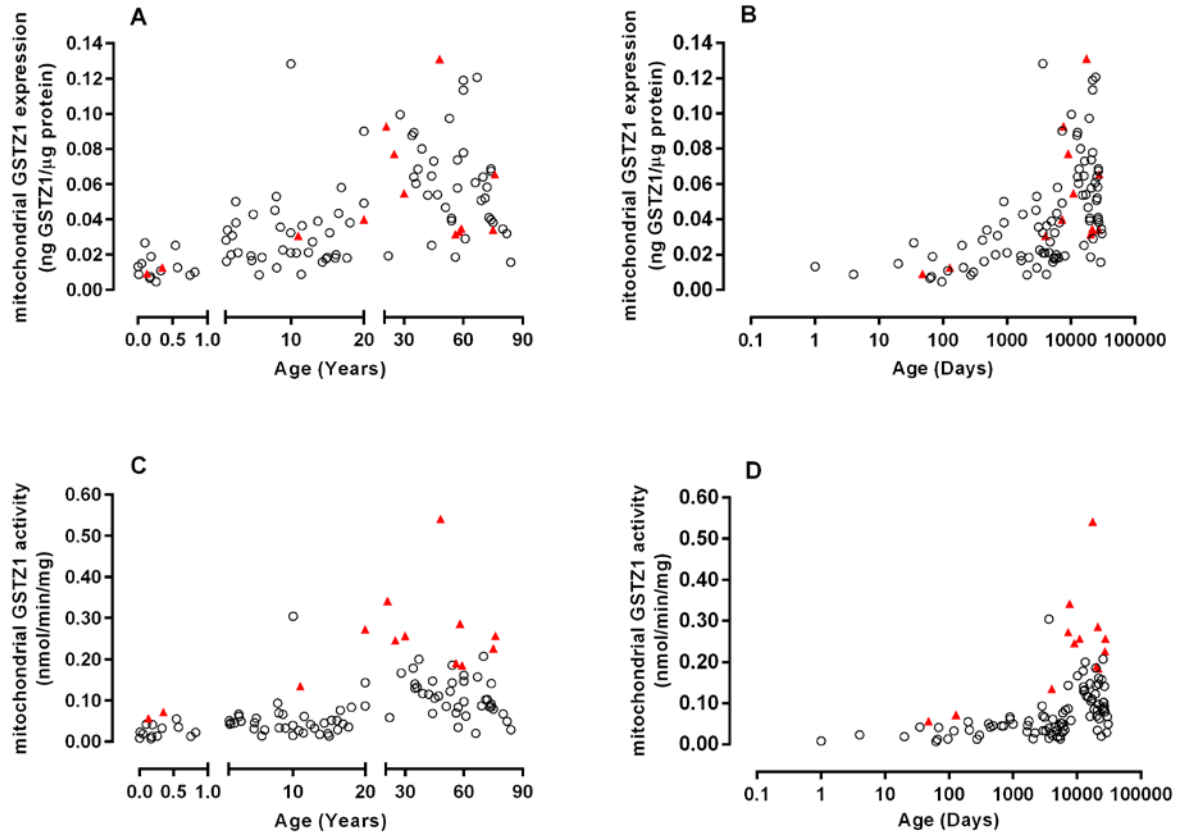 A
mitochondrial GSTZ1 expression
(ng GSTZ1/µg protein)
0.14
0.12
0.10
0.08
0.06
0.04
0.02
0.00
0.0 0.5 1.0 10 20 30 60 90
Age (Years)
B
mitochondrial GSTZ1 expression
(ng GSTZ1/µg protein)
0.14
0.12
0.10
0.08
0.06
0.04
0.02
0.00
0.1 1 10 100 1000 10000 100000
Age (Days)
C
mitochondrial GSTZ1 activity
(nmol/min/mg)
0.60
0.50
0.40
0.30
0.20
0.10
0.00
0.0 0.5 1.0 10 20 30 60 90
Age (Years)
D
mitochondrial GSTZ1 activity
(nmol/min/mg)
0.60
0.50
0.40
0.30
0.20
0.10
0.00
0.1 1 10 100 1000 10000 100000
Age (Days)